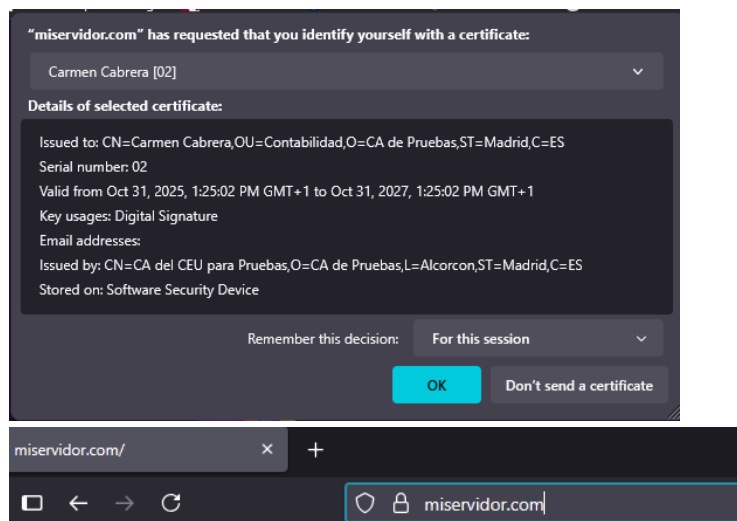 “miservidor.com” has requested that you identify yourself with a certificate:
Carmen Cabrera [02]
Details of selected certificate:
Issued to: CN=Carmen Cabrera,OU=Contabilidad,O=CA de Pruebas,ST=Madrid,C=ES
Serial number: 02
Valid from Oct 31, 2025, 1:25:02 PM GMT+1 to Oct 31, 2027, 1:25:02 PM GMT+1
Key usages: Digital Signature
Email addresses:
Issued by: CN=CA del CEU para Pruebas,O=CA de Pruebas,L=Alcorcon,ST=Madrid,C=ES
Stored on: Software Security Device
Remember this decision: For this session
OK Don’t send a certificate
miservidor.com/
miservidor.com